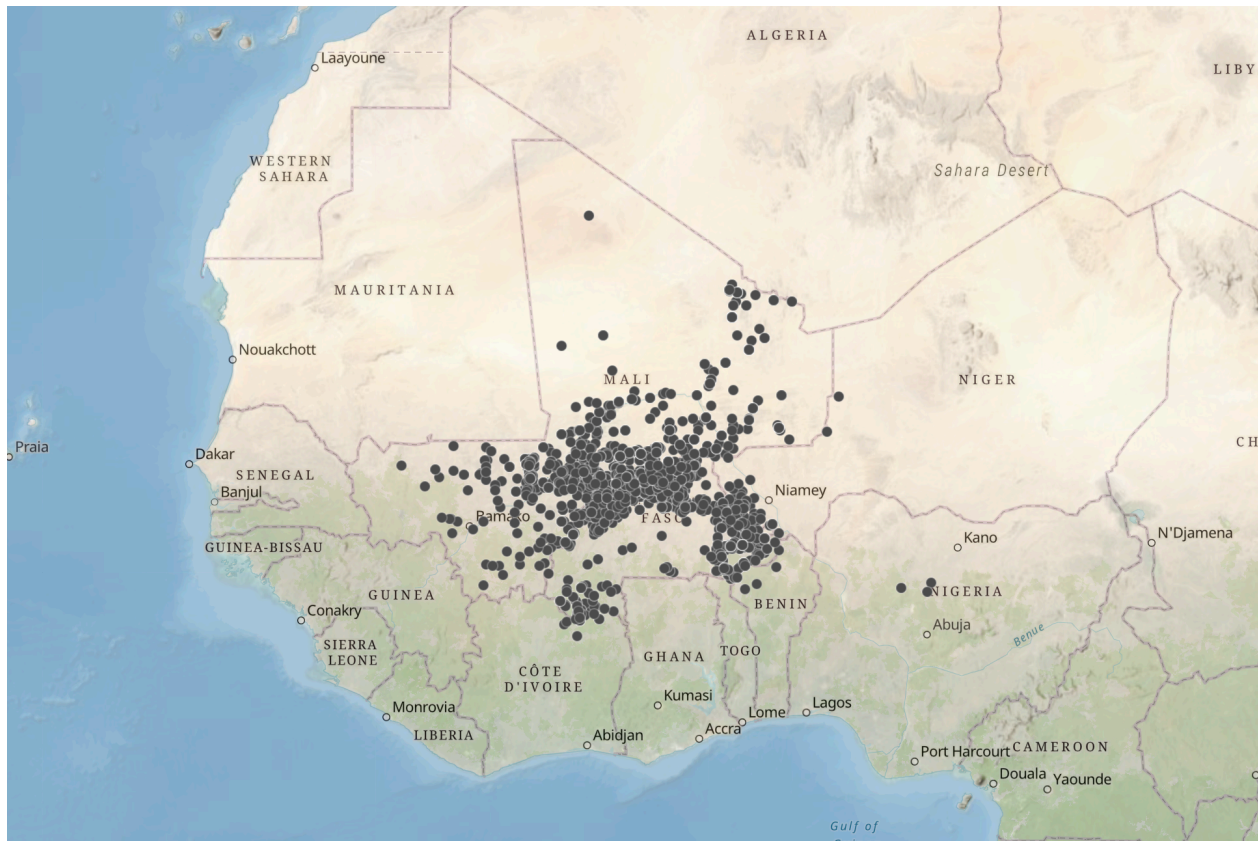 ALGERIA
LIBY
Laayoune
WESTERN
SAHARA
Sahara Desert
MAURITANIA
Nouakchott
MALI
NIGER
Praia
Dakar
SENEGAL
Banjul
CH
Niamey
Bamako
FASO
GUINEA-BISSAU
Kano
N'Djamena
GUINEA
NIGERIA
BENIN
Conakry
Abuja
Benue
SIERRA
LEONE
GHANA
TOGO
CÔTE
D'IVOIRE
Kumasi
Monrovia
LIBERIA
Abidjan
Accra
Lome
Lagos
Port Harcourt
CAMEROON
Douala
Yaounde
Gulf of